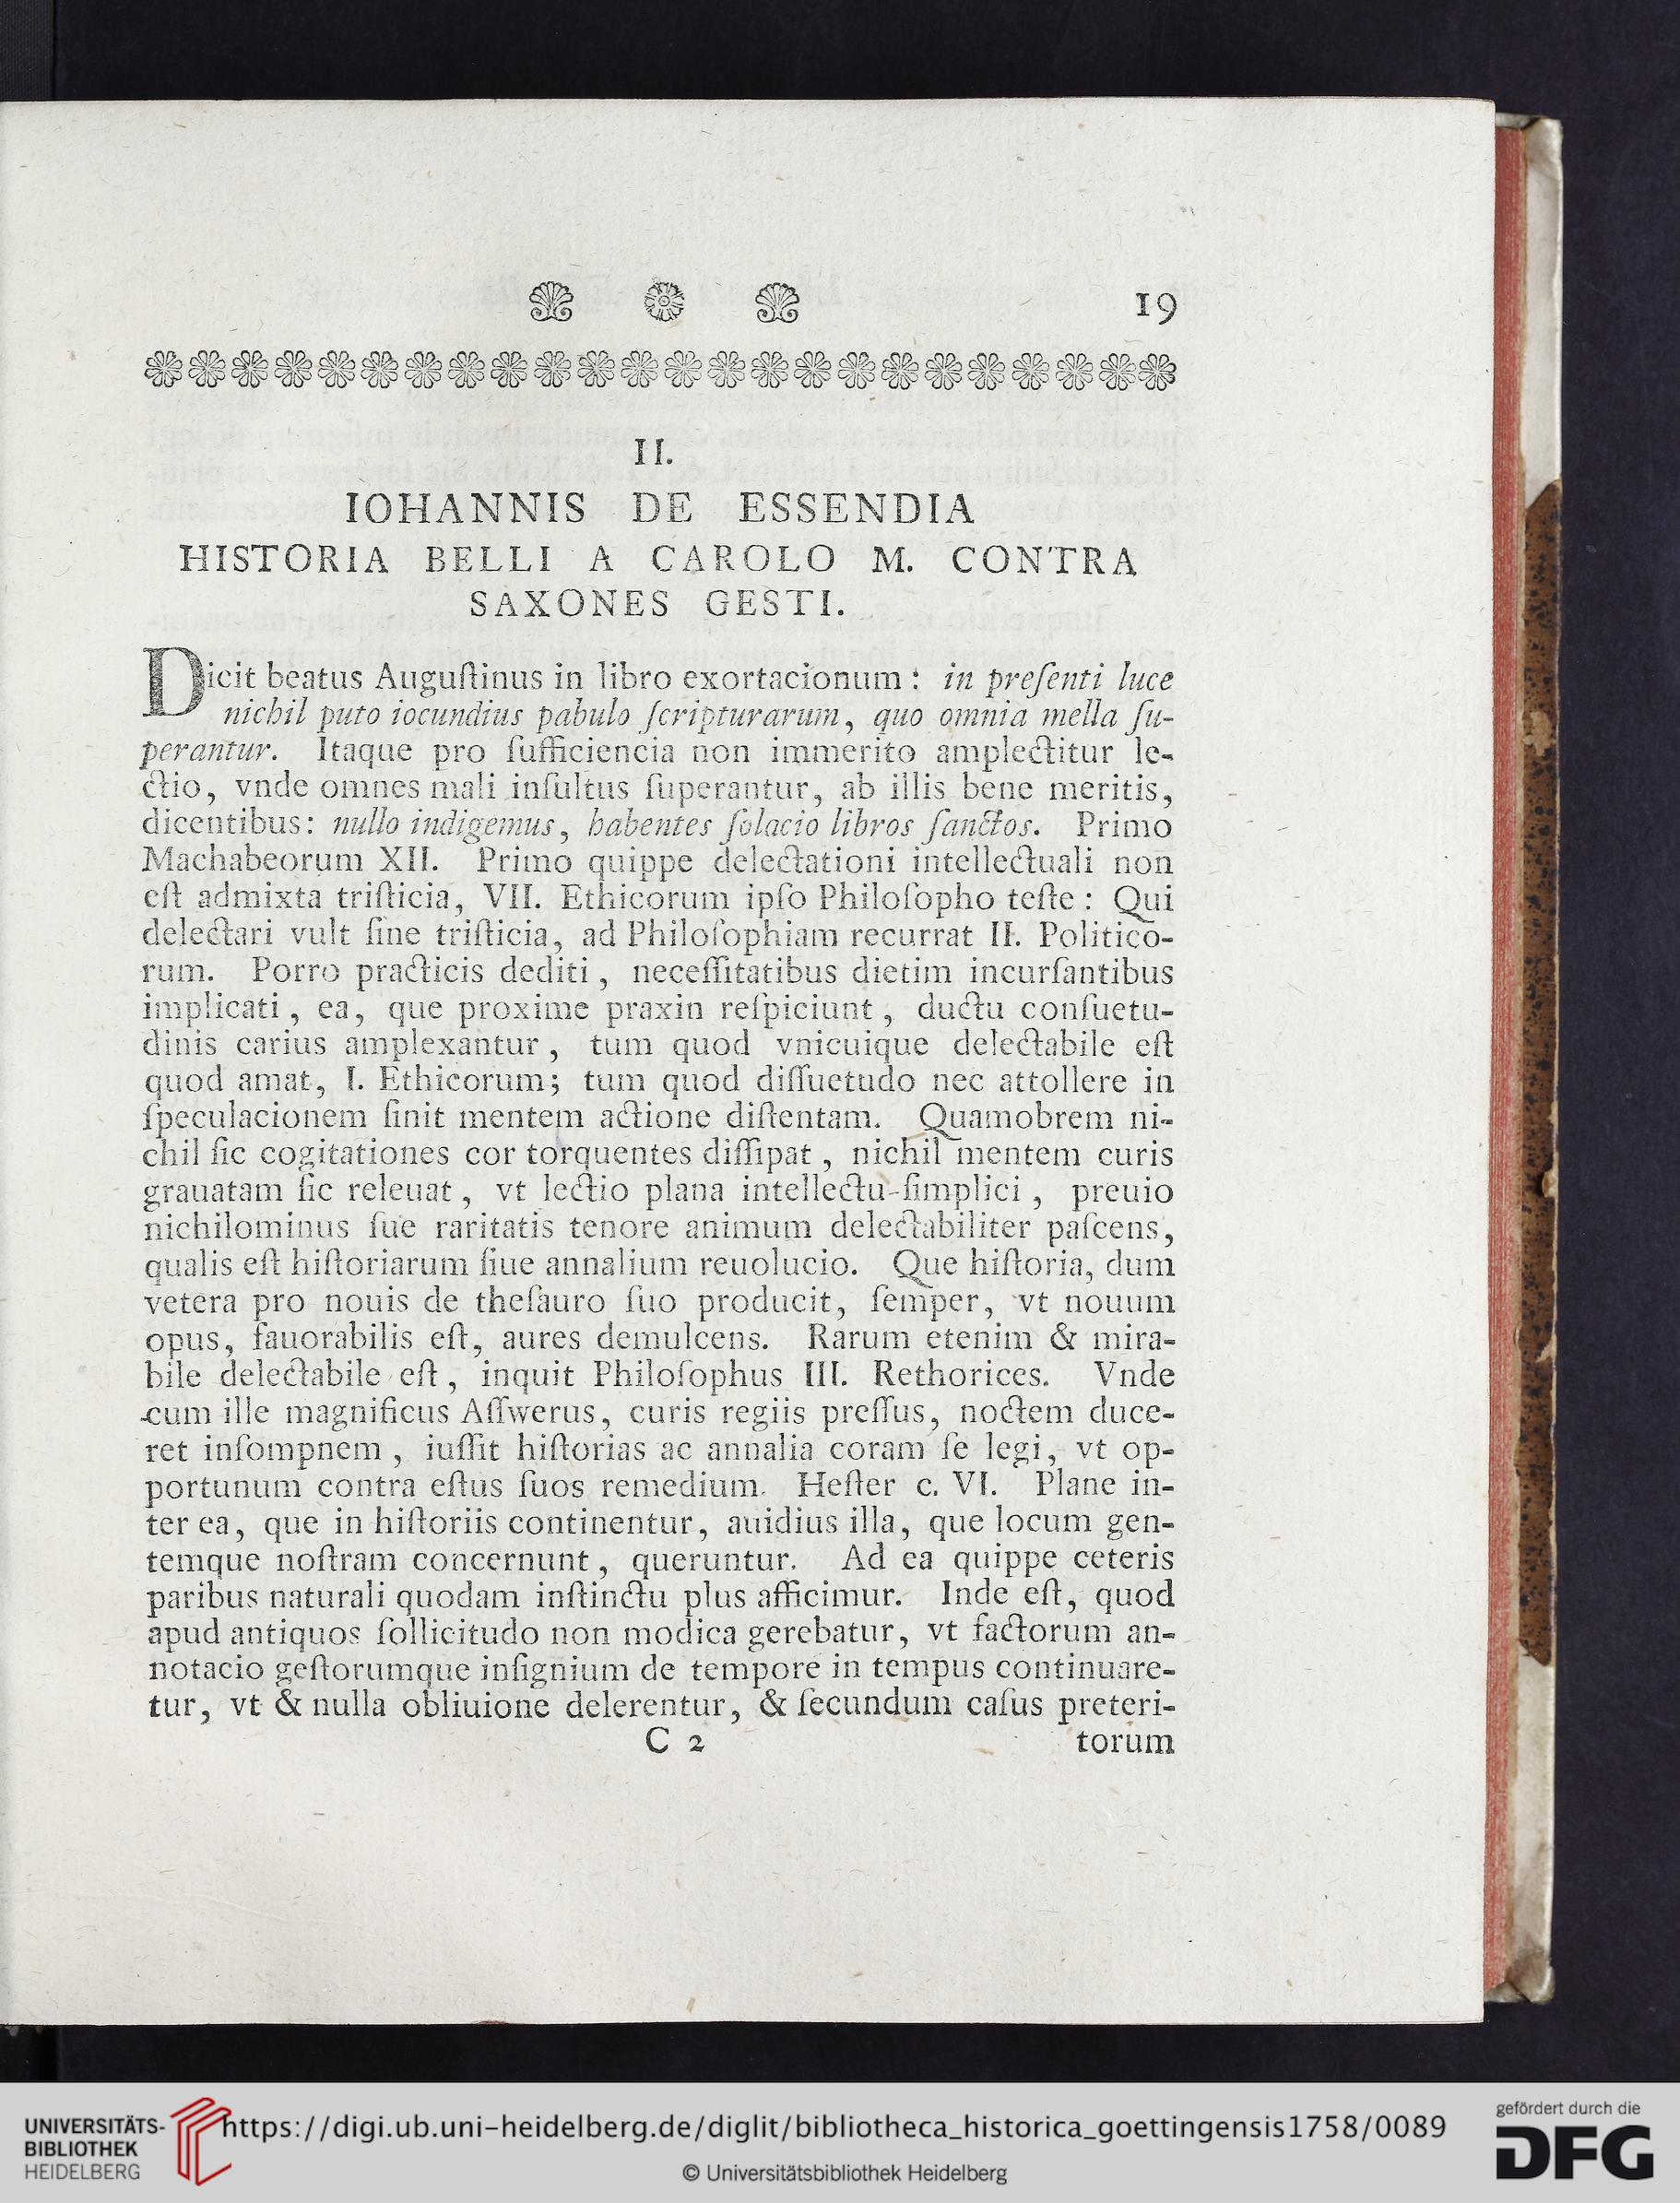 19
II.
IOHANNIS DE ESSENDIA
HISTORIA BELLI A CAROLO M. CONTRA
SAXONES GESTI.
Dicit beatus Auguſtinus in libro exortacionum: in preſenti luce
nichil puto iocundius pabulo ſcripturarum, quo omnia mella ſu-
perantur. Itaque pro ſufficiencia non immerito amplectitur le-
ctio, vnde omnes mali inſultus ſuperantur, ab illis bene meritis,
dicentibus: nullo indigemus, habentes ſolacio libros ſanctos. Primo
Machabeorum XII. Primo quippe delectationi intellectuali non
eſt admixta triſticia, VII. Ethicorum ipſo Philoſopho teſte: Qui
delectari vult ſine triſticia, ad Philoſophiam recurrat II. Politico-
rum. Porro practicis dediti, neceſſitatibus dietim incurſantibus
implicati, ea, que proxime praxin reſpiciunt, ductu conſuetu-
dinis carius amplexantur, tum quod vnicuique delectabile eſt
quod amat, I. Ethicorum; tum quod diſſuetudo nec attollere in
ſpeculacionem ſinit mentem actione diſtentam. Quamobrem ni-
chil ſic cogitationes cor torquentes diſſipat, nichil mentem curis
grauatam ſic releuat, vt lectio plana intellectu-ſimplici, preuio
nichilominus ſue raritatis tenore animum delectabiliter paſcens,
qualis eſt hiſtoriarum ſiue annalium reuolucio. Que hiſtoria, dum
vetera pro nouis de theſauro ſuo producit, ſemper, vt nouum
opus, fauorabilis eſt, aures demulcens. Rarum etenim & mira-
bile delectabile eſt, inquit Philoſophus III. Rethorices. Vnde
cum ille magnificus Aſſwerus, curis regiis preſſus, noctem duce-
ret inſompnem, iuſſit hiſtorias ac annalia coram ſe legi, vt op-
portunum contra eſtus ſuos remedium. Heſter c. VI. Plane in-
ter ea, que in hiſtoriis continentur, auidius illa, que locum gen-
temque noſtram concernunt, queruntur. Ad ea quippe ceteris
paribus naturali quodam inſtinctu plus afficimur. Inde eſt, quod
apud antiquos ſollicitudo non modica gerebatur, vt factorum an-
notacio geſtorumque inſignium de tempore in tempus continuare-
tur, vt & nulla obliuione delerentur, & ſecundum caſus preteri-
C 2 torum
UNIVERSITÄTS-
BIBLIOTHEK
HEIDELBERG
https://digi.ub.uni-heidelberg.de/diglit/bibliotheca_historica_goettingensis1758/0089
© Universitätsbibliothek Heidelberg
gefördert durch die
DFG